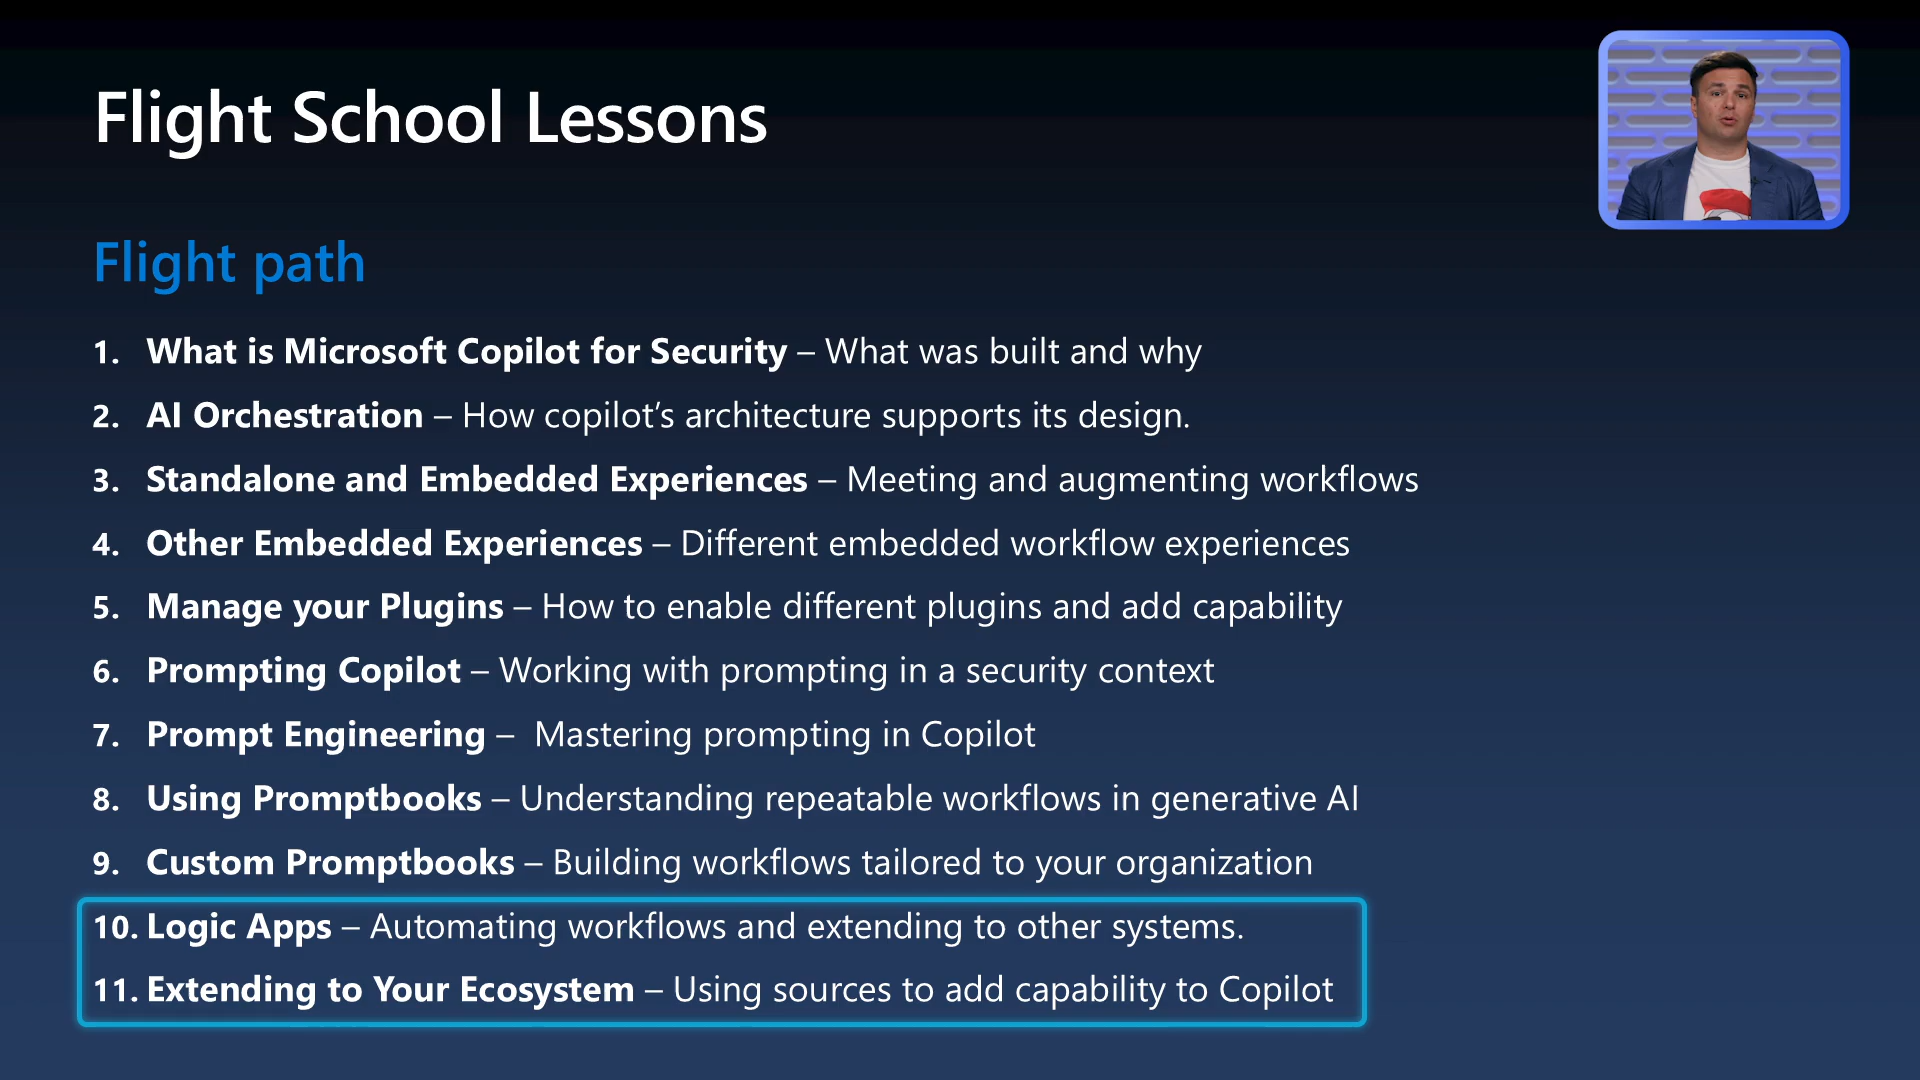 Flight School Lessons
Flight path
1. What is Microsoft Copilot for Security – What was built and why
2. AI Orchestration – How copilot’s architecture supports its design.
3. Standalone and Embedded Experiences – Meeting and augmenting workflows
4. Other Embedded Experiences – Different embedded workflow experiences
5. Manage your Plugins – How to enable different plugins and add capability
6. Prompting Copilot – Working with prompting in a security context
7. Prompt Engineering –  Mastering prompting in Copilot
8. Using Promptbooks – Understanding repeatable workflows in generative AI
9. Custom Promptbooks – Building workflows tailored to your organization
10. Logic Apps – Automating workflows and extending to other systems.
11. Extending to Your Ecosystem – Using sources to add capability to Copilot